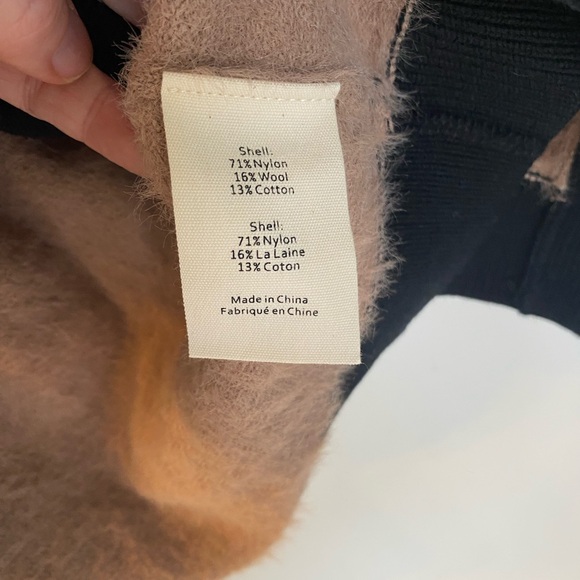 Shell:
71%Nylon
16%Wool
13%Cotton
Shell:
71%Nylon
16%La Laine
13%Coton
Made in China
Fabriqué en Chine